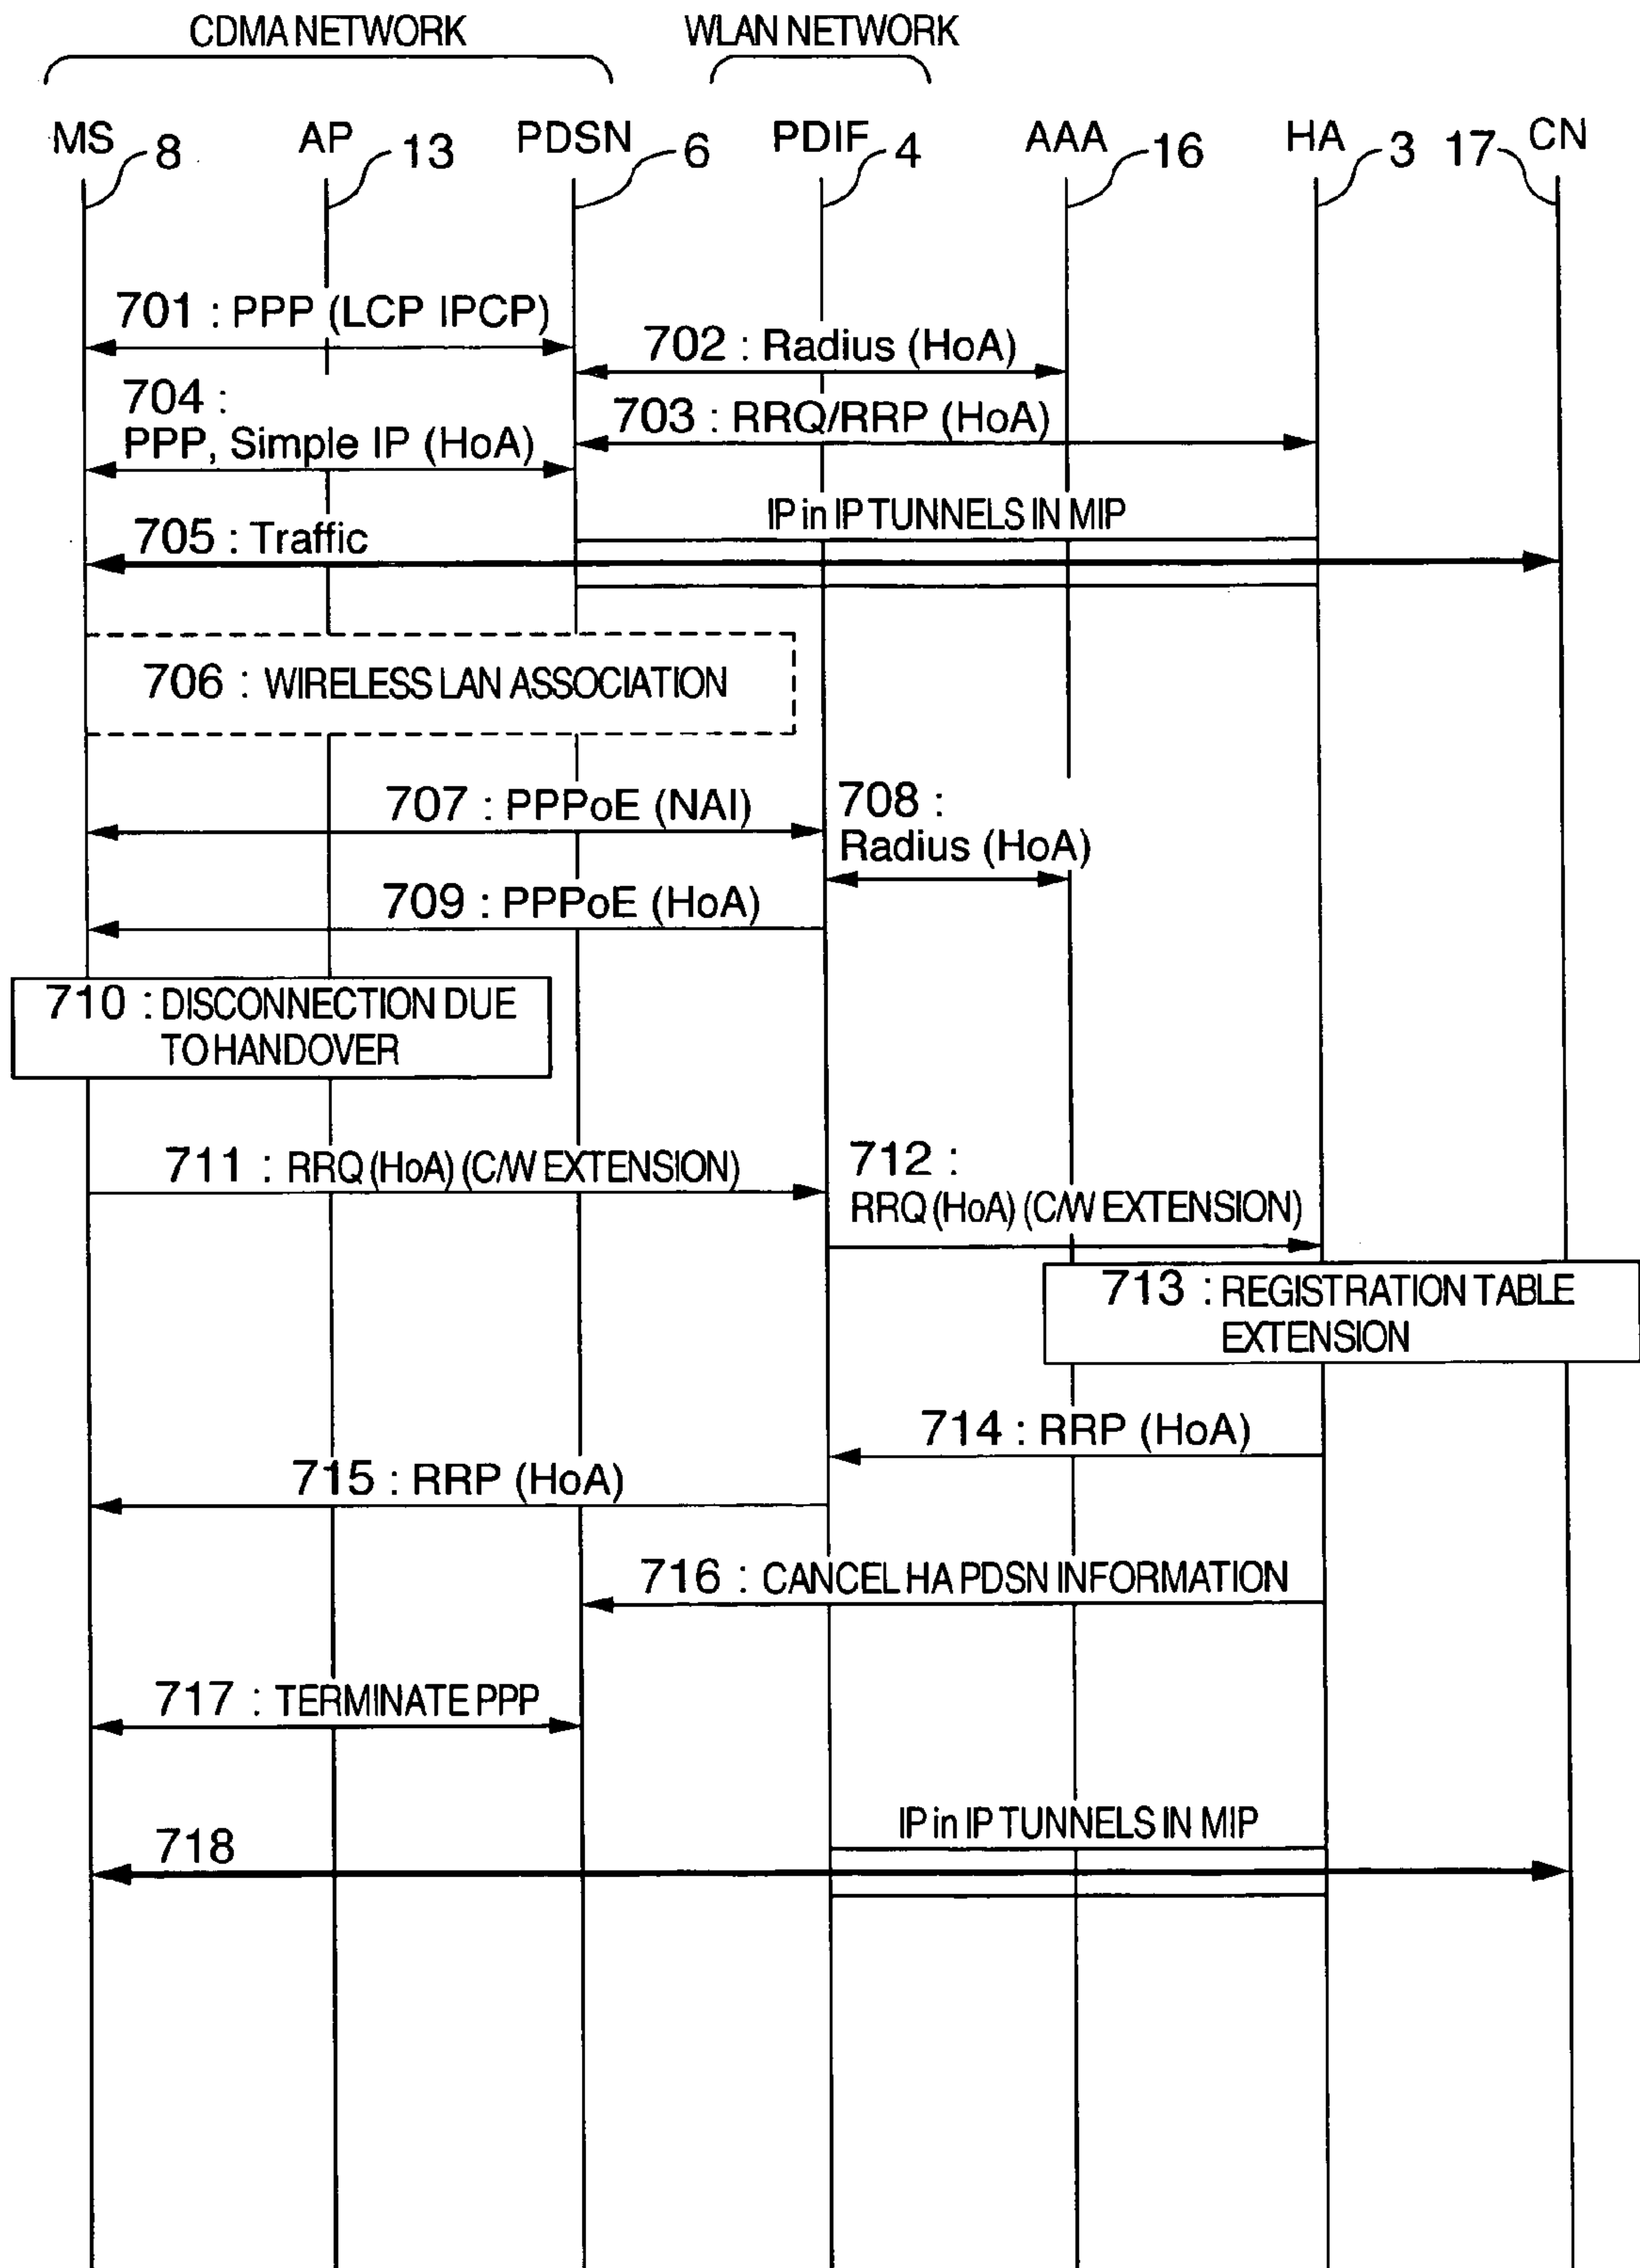 CDMA NETWORK WLAN NETWORK
MS 8 AP 13 PDSN 6 PDIF 4 AAA 16 HA 3 17 CN
701 : PPP (LCP IPCP)
702 : Radius (HoA)
704 :
PPP, Simple IP (HoA)
703 : RRQ/RRP (HoA)
IP in IP TUNNELS IN MIP
705 : Traffic
706 : WIRELESS LAN ASSOCIATION
707 : PPPoE (NAI)
708 :
Radius (HoA)
709 : PPPoE (HoA)
710 : DISCONNECTION DUE
TO HANDOVER
711 : RRQ (HoA) (C/W EXTENSION)
712 :
RRQ (HoA) (C/W EXTENSION)
713 : REGISTRATION TABLE
EXTENSION
714 : RRP (HoA)
715 : RRP (HoA)
716 : CANCEL HA PDSN INFORMATION
717 : TERMINATE PPP
IP in IP TUNNELS IN MIP
718